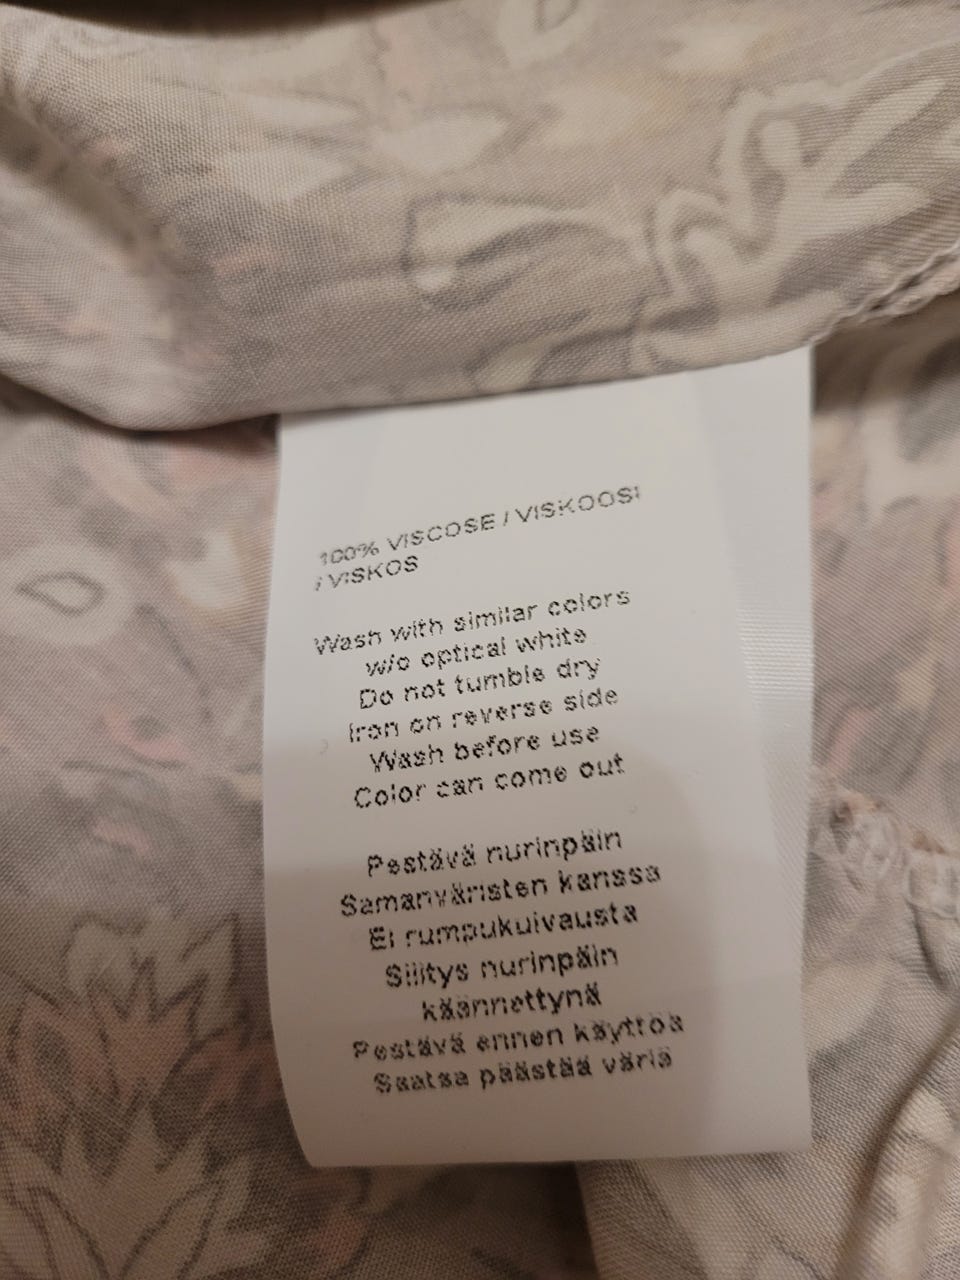 100% VISCOSE / VISKOOSI
/ VISKOS
Wash with similar colors
w/o optical white
Do not tumble dry
Iron on reverse side
Wash before use
Color can come out
Pestävä nurinpäin
Samanväristen kanssa
Ei rumpukuivausta
Silitys nurinpäin
käännettynä
Pestävä ennen käyttöä
Saatsa päästää väriä